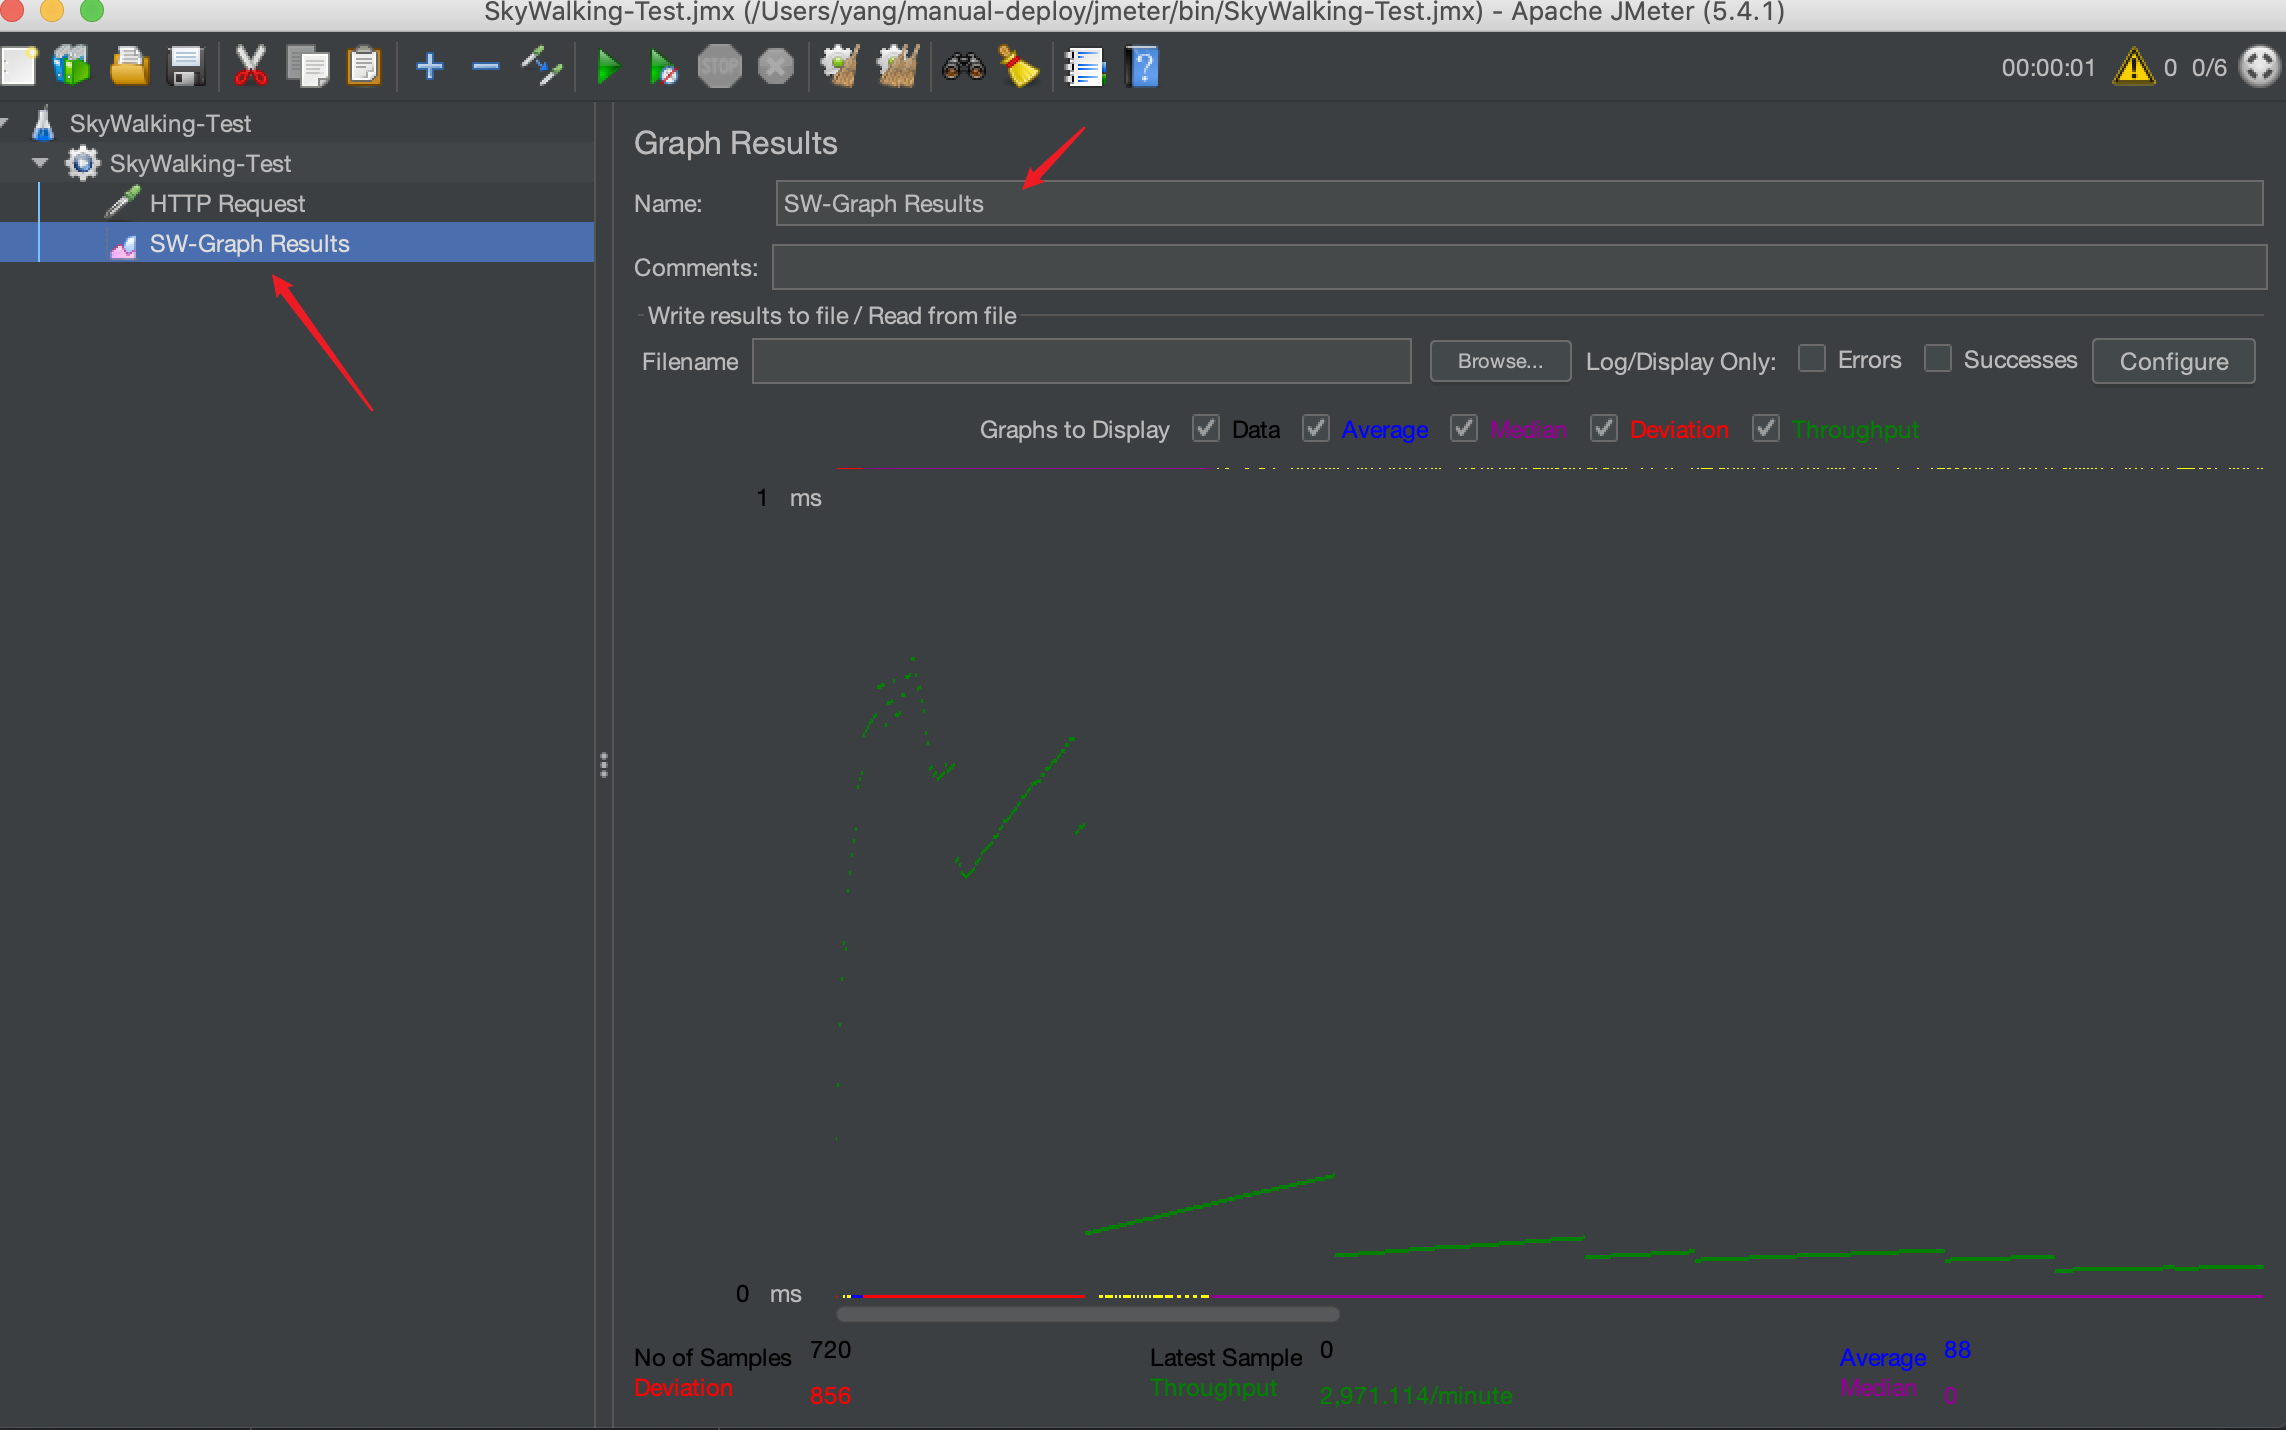 SkyWalking-Test.jmx (/Users/yang/manual-deploy/jmeter/bin/SkyWalking-Test.jmx) - Apache JMeter (5.4.1)
STOP
00:00:01 0 0/6
SkyWalking-Test
SkyWalking-Test
HTTP Request
SW-Graph Results
Graph Results
Name: SW-Graph Results
Comments:
Write results to file / Read from file
Filename Browse... Log/Display Only: Errors Successes Configure
Graphs to Display Data Average Median Deviation Throughput
1 ms
0 ms
No of Samples 720 Latest Sample 0 Average 88
Deviation 856 Throughput 2,971.114/minute Median 0